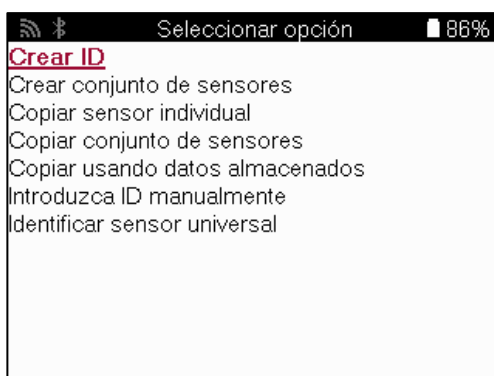 Seleccionar opción 86%
Crear ID
Crear conjunto de sensores
Copiar sensor individual
Copiar conjunto de sensores
Copiar usando datos almacenados
Introduzca ID manualmente
Identificar sensor universal